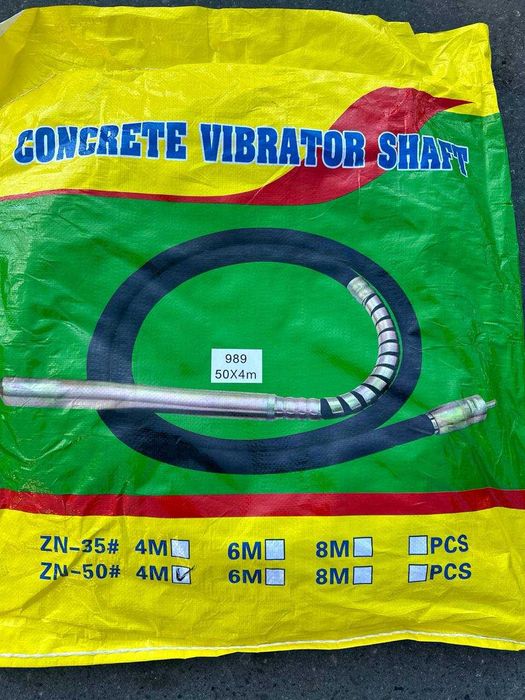 CONCRETE VIBRATOR SHAFT
989
50X4m
ZN-35# 4M 6M 8M PCS
ZN-50# 4M 6M 8M PCS